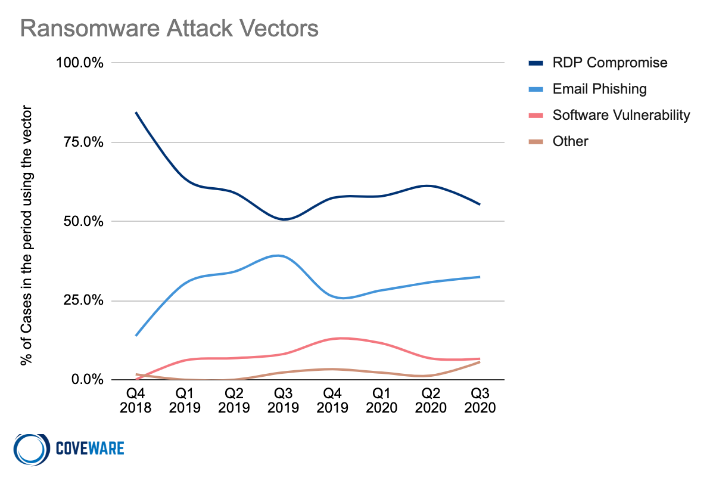 Ransomware Attack Vectors
100.0%
75.0%
50.0%
25.0%
0.0%
% of Cases in the period using the vector
RDP Compromise
Email Phishing
Software Vulnerability
Other
Q4 Q1 Q2 Q3 Q4 Q1 Q2 Q3
2018 2019 2019 2019 2019 2020 2020 2020
COVEWARE